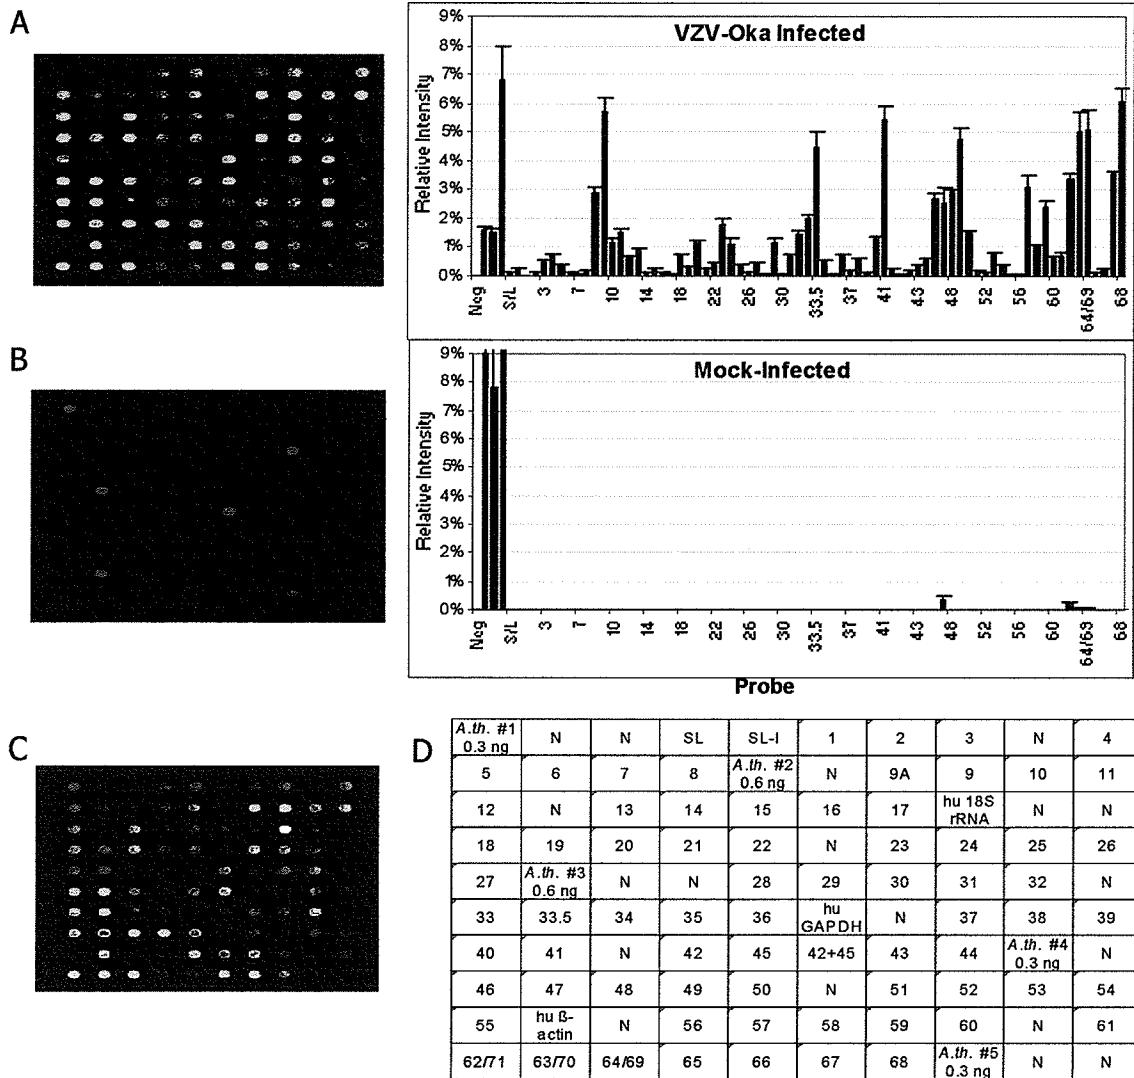 A
VZV-Oka Infected
Relative Intensity
9%
8%
7%
6%
5%
4%
3%
2%
1%
0%
Neg
S/L
3
7
10
14
18
22
26
30
33.5
37
41
43
48
52
56
60
64/69
68
B
Mock-Infected
Relative Intensity
9%
8%
7%
6%
5%
4%
3%
2%
1%
0%
Neg
S/L
3
7
10
14
18
22
26
30
33.5
37
41
43
48
52
56
60
64/69
68
Probe
C
D
A.th. #1 0.3 ng N N SL SL-I 1 2 3 N 4
5 6 7 8 A.th. #2 0.6 ng N 9A 9 10 11
12 N 13 14 15 16 17 hu 18S rRNA N N
18 19 20 21 22 N 23 24 25 26
27 A.th. #3 0.6 ng N N 28 29 30 31 32 N
33 33.5 34 35 36 hu GAPDH N 37 38 39
40 41 N 42 45 42+45 43 44 A.th. #4 0.3 ng N
46 47 48 49 50 N 51 52 53 54
55 hu ß-actin N 56 57 58 59 60 N 61
62/71 63/70 64/69 65 66 67 68 A.th. #5 0.3 ng N N